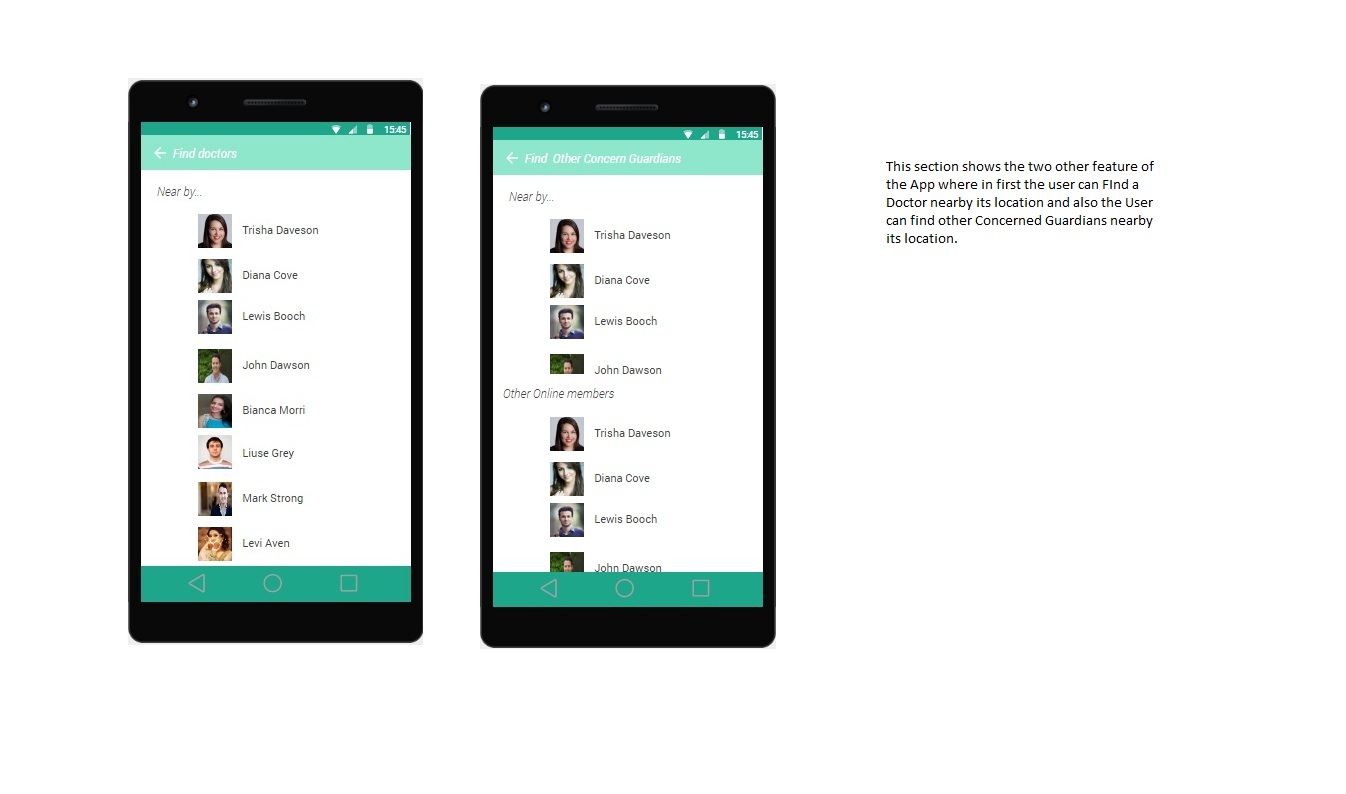 15:45
Find doctors
Near by...
Trisha Daveson
Diana Cove
Lewis Booch
John Dawson
Bianca Morri
Liuse Grey
Mark Strong
Levi Aven
15:45
Find  Other Concern Guardians
Near by...
Trisha Daveson
Diana Cove
Lewis Booch
John Dawson
Other Online members
Trisha Daveson
Diana Cove
Lewis Booch
John Dawson
This section shows the two other feature of
the App where in first the user can FInd a
Doctor nearby its location and also the User
can find other Concerned Guardians nearby
its location.